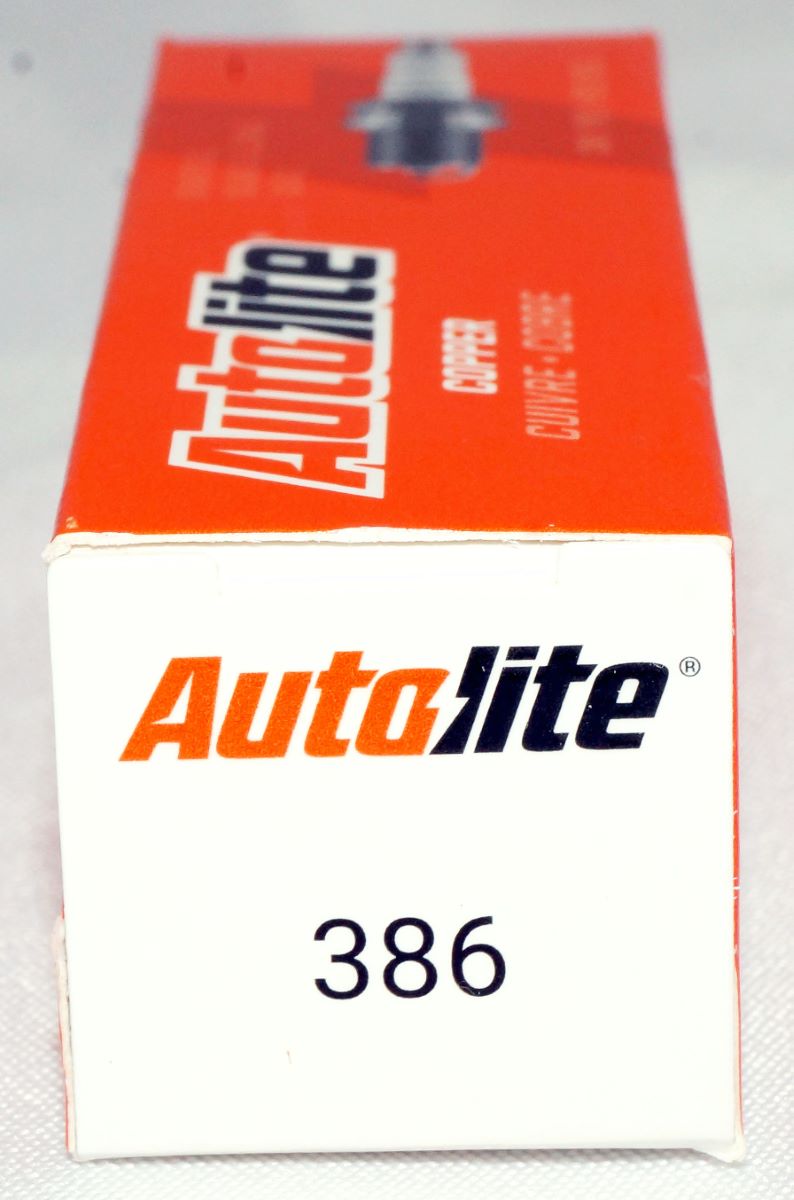 Autolite
COPPER
CUIVRE • COBRE
Autolite®
386